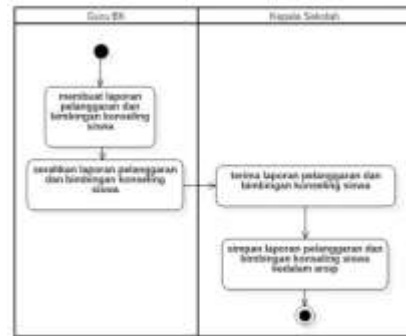 Guru BK
Kepala Sekolah
membuat laporan
pelanggaran dan
bimbingan konseling
siswa
serahkan laporan pelanggaran
dan bimbingan konseling
siswa
terima laporan pelanggaran dan
bimbingan konseling siswa
simpan laporan pelanggaran dan
bimbingan konseling siswa
kedalam arsip